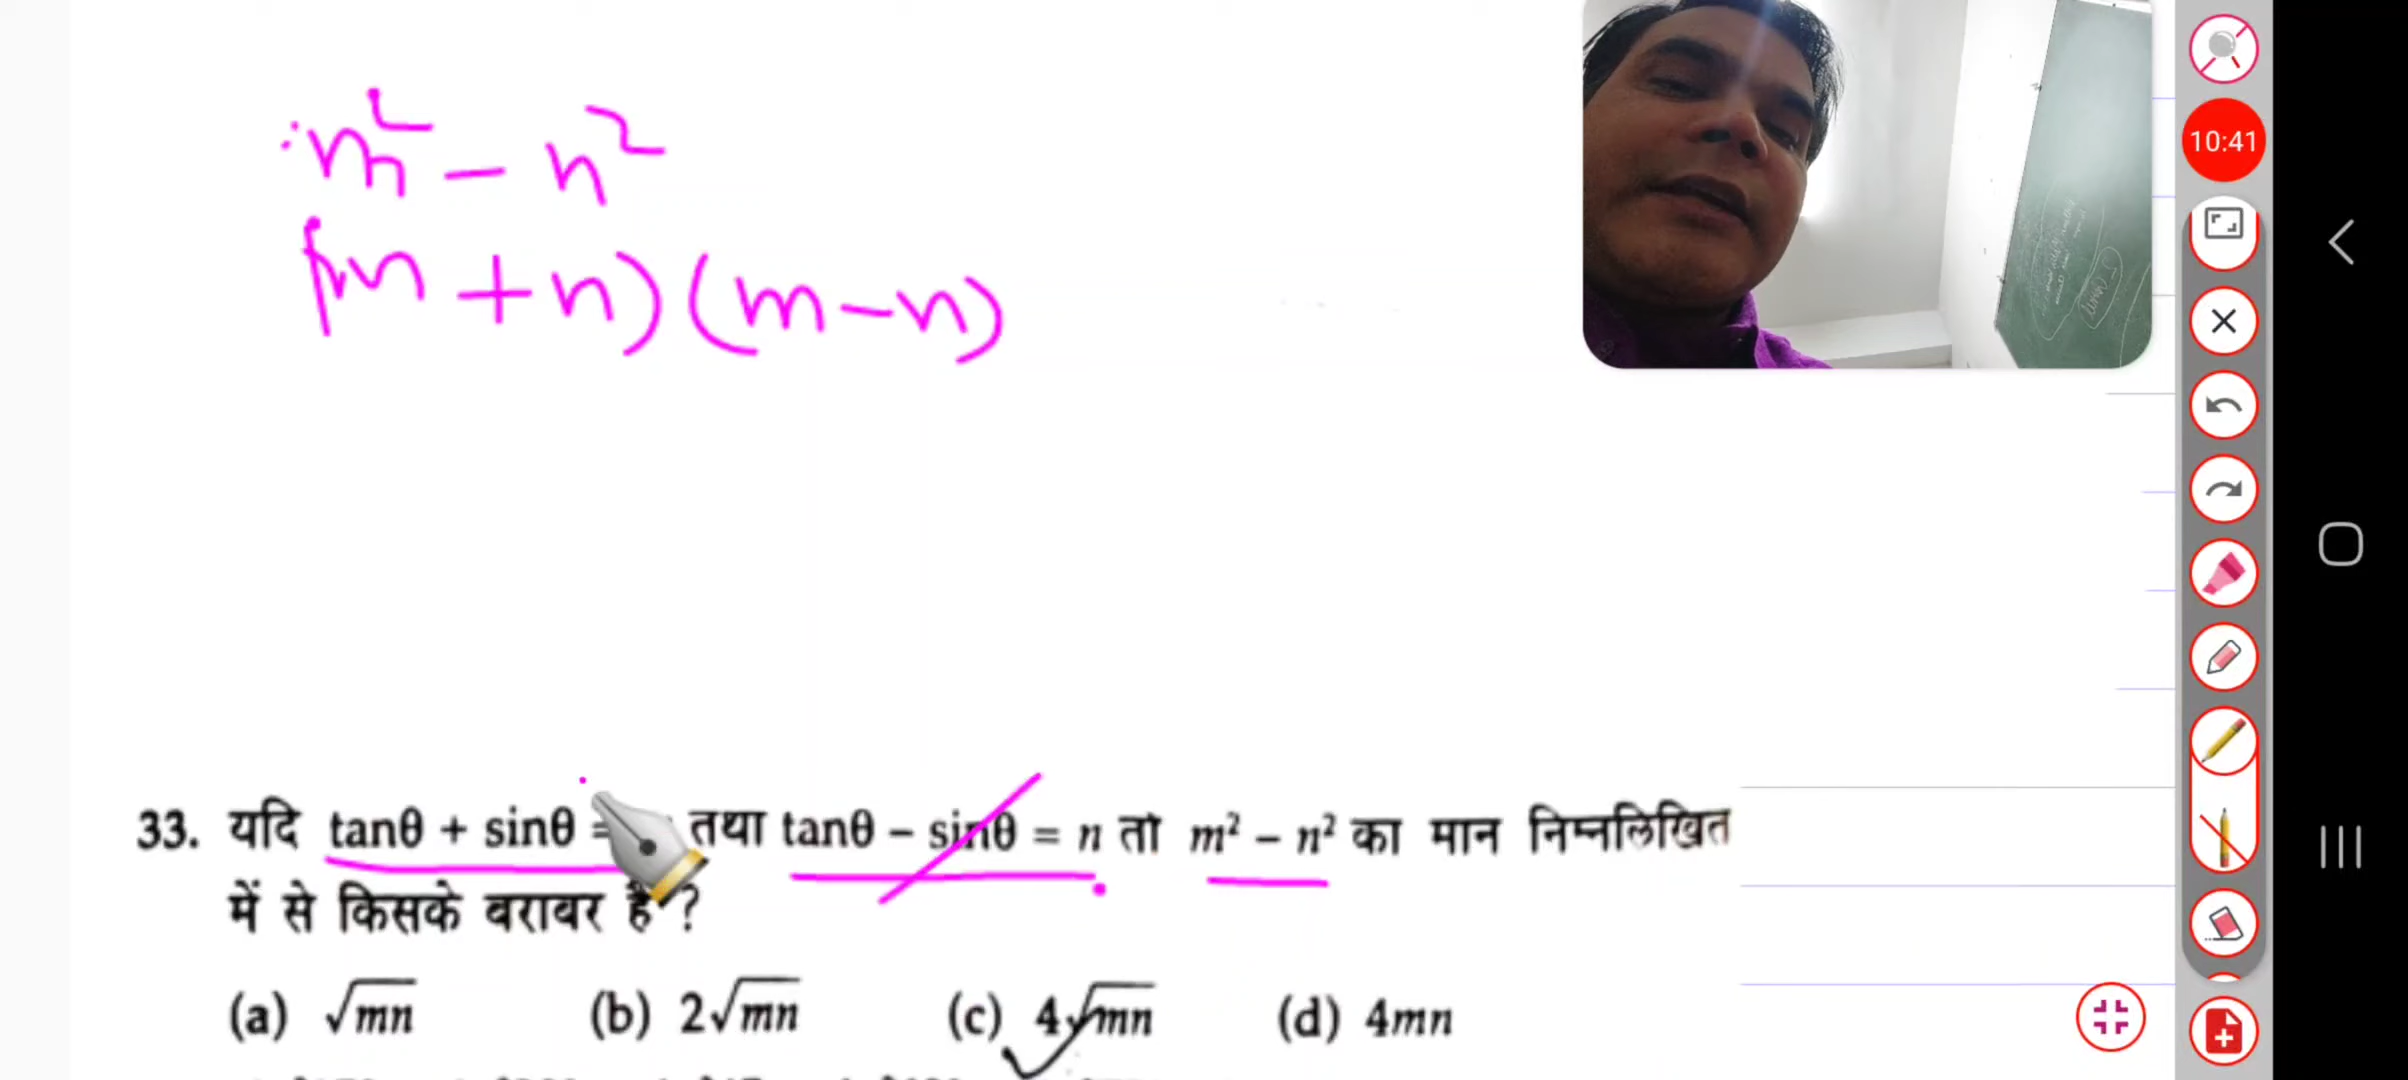 m² - n²
(m + n) (m - n)
10:41
33. यदि tanθ + sinθ = तथा tanθ − sinθ = n तो m² − n² का मान निम्नलिखित
में से किसके बराबर है ?
(a) √mn (b) 2√mn (c) 4√mn (d) 4mn